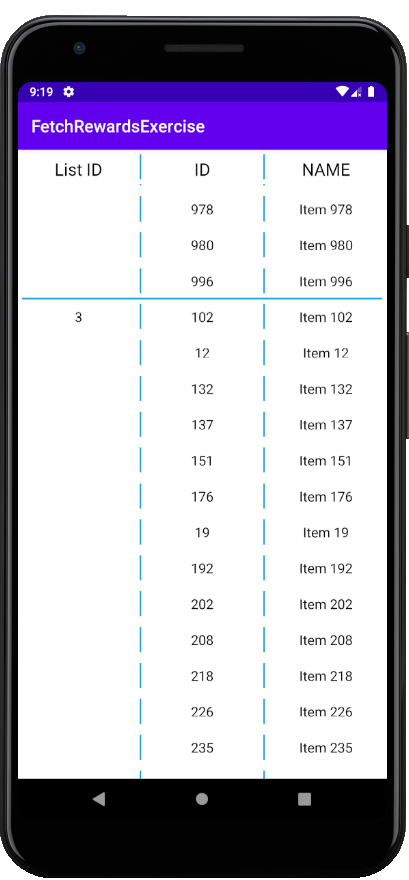 9:19
FetchRewardsExercise
List ID ID NAME
978 Item 978
980 Item 980
996 Item 996
3 102 Item 102
12 Item 12
132 Item 132
137 Item 137
151 Item 151
176 Item 176
19 Item 19
192 Item 192
202 Item 202
208 Item 208
218 Item 218
226 Item 226
235 Item 235